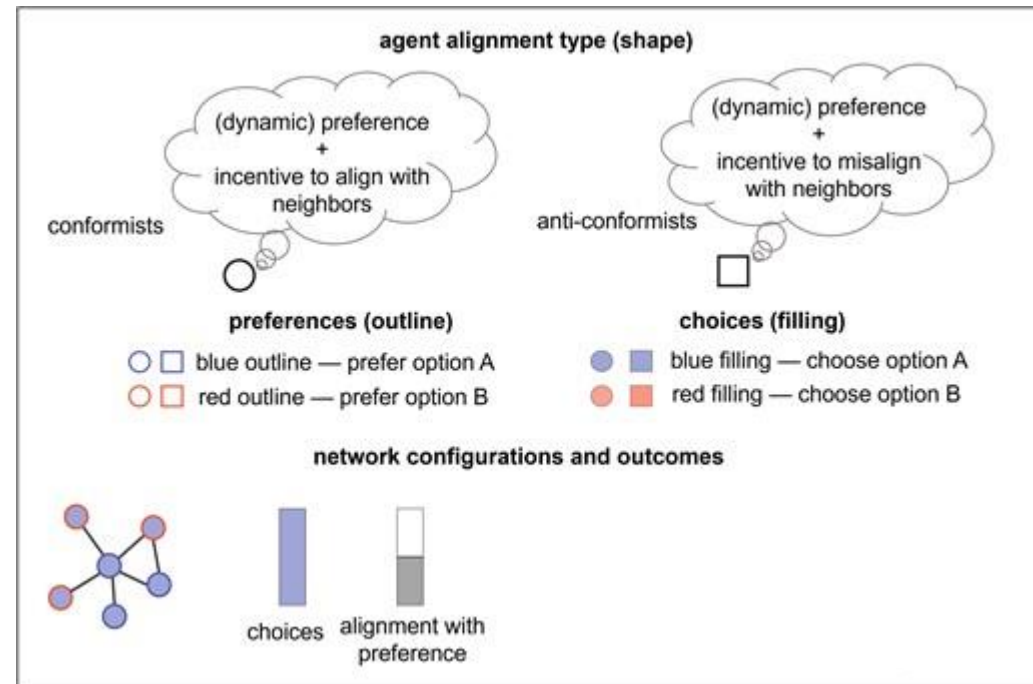 agent alignment type (shape)
(dynamic) preference
+
incentive to align with
neighbors
conformists
(dynamic) preference
+
incentive to misalign
with neighbors
anti-conformists
preferences (outline)
blue outline — prefer option A
red outline — prefer option B
choices (filling)
blue filling — choose option A
red filling — choose option B
network configurations and outcomes
choices
alignment with
preference